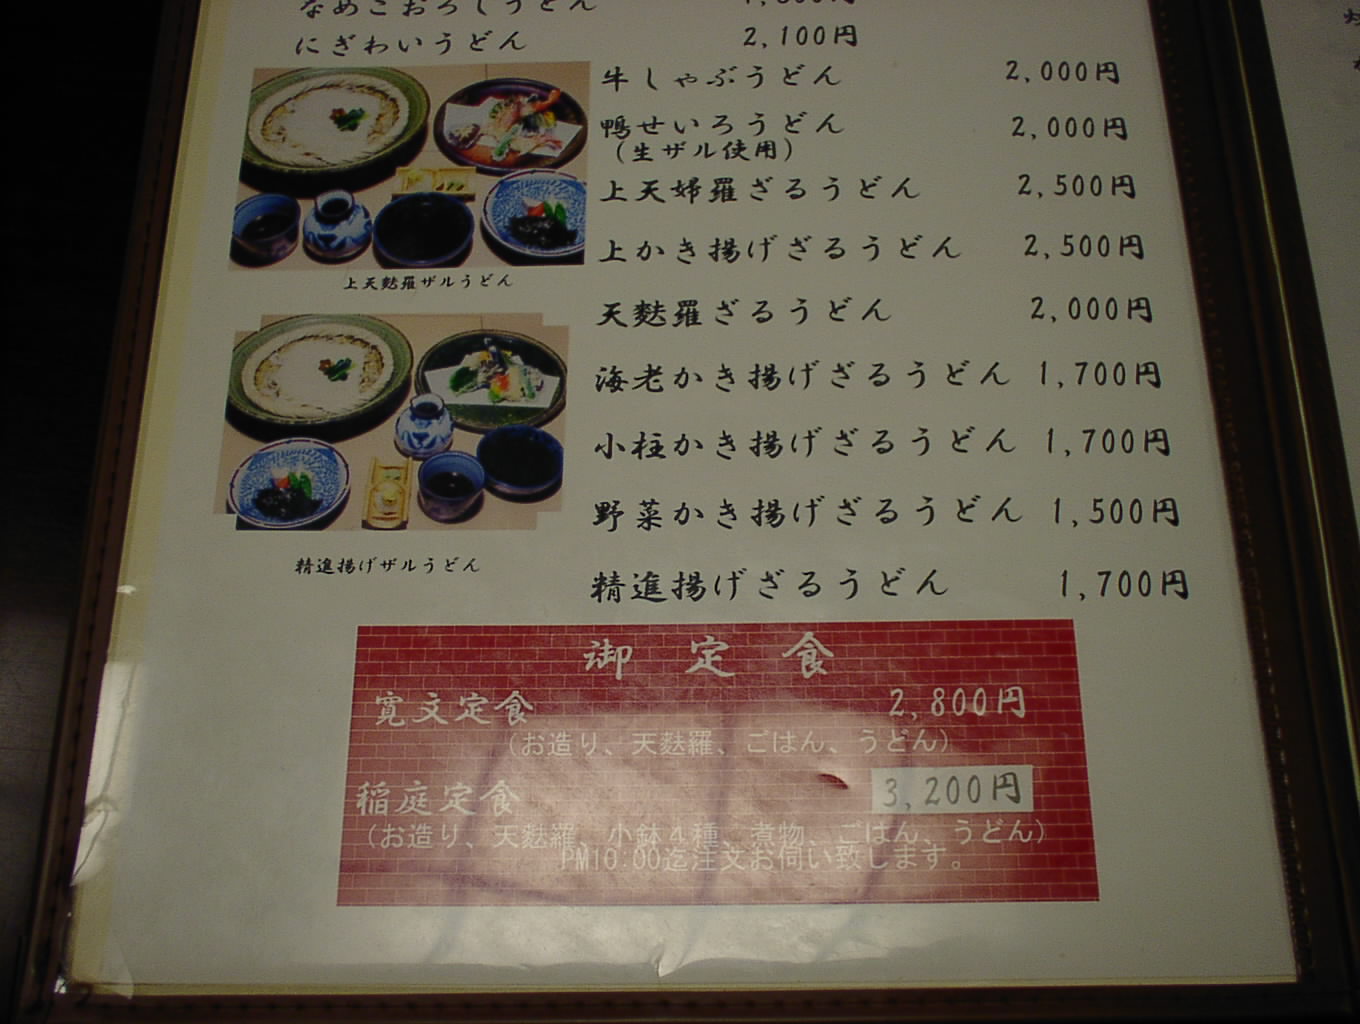 なめこおろしうどん
にぎわいうどん 2,100円
牛しゃぶうどん 2,000円
鴨せいろうどん 2,000円
(生ザル使用)
上天婦羅ざるうどん 2,500円
上かき揚げざるうどん 2,500円
上天麩羅ザルうどん
天麩羅ざるうどん 2,000円
海老かき揚げざるうどん 1,700円
小柱かき揚げざるうどん 1,700円
野菜かき揚げざるうどん 1,500円
精進揚げザルうどん
精進揚げざるうどん 1,700円
御定食
寛文定食 2,800円
(お造り、天麩羅、ごはん、うどん)
稲庭定食 3,200円
(お造り、天麩羅、小鉢4種、煮物、ごはん、うどん)
PM10:00迄注文お伺い致します。